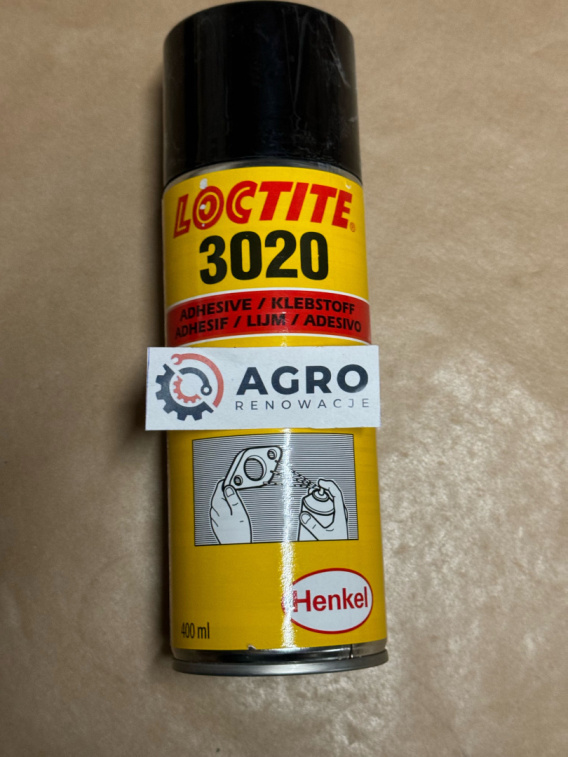 LOCTITE®
3020
ADHESIVE / KLEBSTOFF
ADHESIF / LIJM / ADESIVO
AGRO
RENOWACJE
Henkel
400 ml